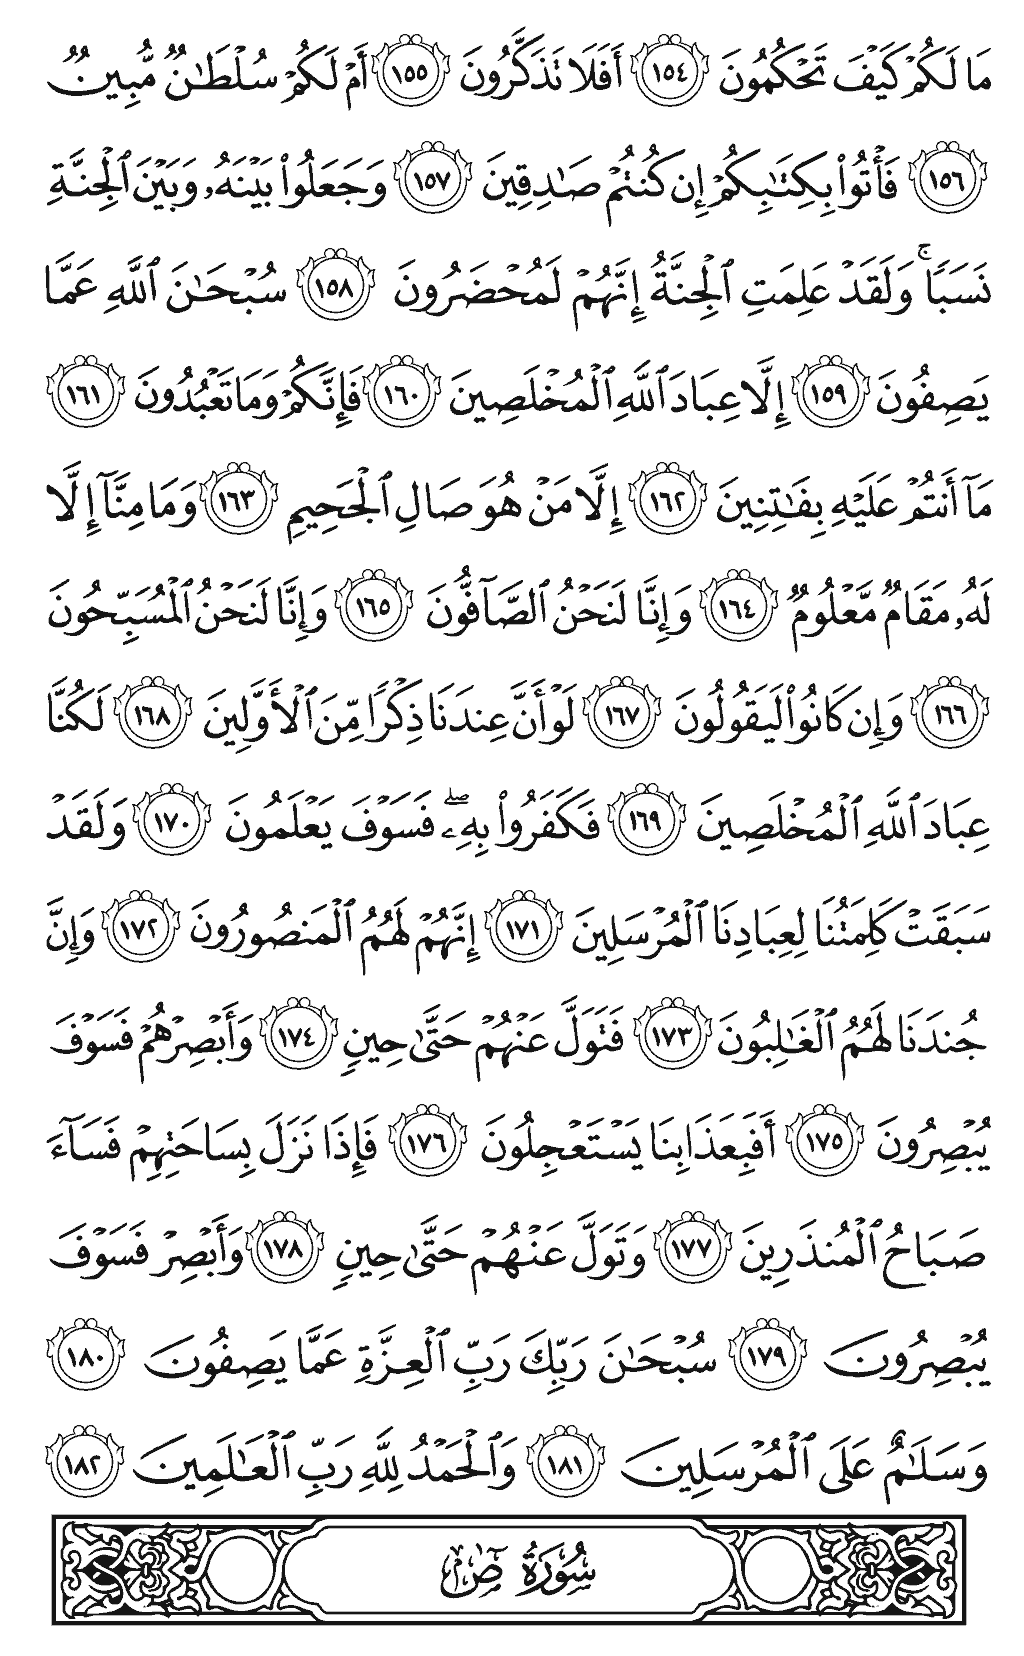 مَا لَكُمْ كَيْفَ تَحْكُمُونَ ١٥٤ أَفَلَا تَذَكَّرُونَ ١٥٥ أَمْ لَكُمْ سُلْطَٰنٌ مُّبِينٌ
١٥٦ فَأْتُوا۟ بِكِتَٰبِكُمْ إِن كُنتُمْ صَٰدِقِينَ ١٥٧ وَجَعَلُوا۟ بَيْنَهُۥ وَبَيْنَ ٱلْجِنَّةِ
نَسَبًا ۚ وَلَقَدْ عَلِمَتِ ٱلْجِنَّةُ إِنَّهُمْ لَمُحْضَرُونَ ١٥٨ سُبْحَٰنَ ٱللَّهِ عَمَّا
يَصِفُونَ ١٥٩ إِلَّا عِبَادَ ٱللَّهِ ٱلْمُخْلَصِينَ ١٦٠ فَإِنَّكُمْ وَمَا تَعْبُدُونَ ١٦١
مَآ أَنتُمْ عَلَيْهِ بِفَٰتِنِينَ ١٦٢ إِلَّا مَنْ هُوَ صَالِ ٱلْجَحِيمِ ١٦٣ وَمَا مِنَّآ إِلَّا
لَهُۥ مَقَامٌ مَّعْلُومٌ ١٦٤ وَإِنَّا لَنَحْنُ ٱلصَّآفُّونَ ١٦٥ وَإِنَّا لَنَحْنُ ٱلْمُسَبِّحُونَ
١٦٦ وَإِن كَانُوا۟ لَيَقُولُونَ ١٦٧ لَوْ أَنَّ عِندَنَا ذِكْرًا مِّنَ ٱلْأَوَّلِينَ ١٦٨ لَكُنَّا
عِبَادَ ٱللَّهِ ٱلْمُخْلَصِينَ ١٦٩ فَكَفَرُوا۟ بِهِۦ ۖ فَسَوْفَ يَعْلَمُونَ ١٧٠ وَلَقَدْ
سَبَقَتْ كَلِمَتُنَا لِعِبَادِنَا ٱلْمُرْسَلِينَ ١٧١ إِنَّهُمْ لَهُمُ ٱلْمَنصُورُونَ ١٧٢ وَإِنَّ
جُندَنَا لَهُمُ ٱلْغَٰلِبُونَ ١٧٣ فَتَوَلَّ عَنْهُمْ حَتَّىٰ حِينٍ ١٧٤ وَأَبْصِرْهُمْ فَسَوْفَ
يُبْصِرُونَ ١٧٥ أَفَبِعَذَابِنَا يَسْتَعْجِلُونَ ١٧٦ فَإِذَا نَزَلَ بِسَاحَتِهِمْ فَسَآءَ
صَبَاحُ ٱلْمُنذَرِينَ ١٧٧ وَتَوَلَّ عَنْهُمْ حَتَّىٰ حِينٍ ١٧٨ وَأَبْصِرْ فَسَوْفَ
يُبْصِرُونَ ١٧٩ سُبْحَٰنَ رَبِّكَ رَبِّ ٱلْعِزَّةِ عَمَّا يَصِفُونَ ١٨٠
وَسَلَٰمٌ عَلَى ٱلْمُرْسَلِينَ ١٨١ وَٱلْحَمْدُ لِلَّهِ رَبِّ ٱلْعَٰلَمِينَ ١٨٢
سُورَةُ صٓ